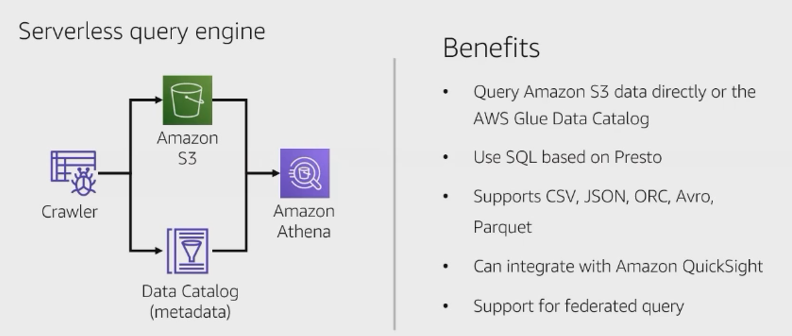 Serverless query engine
Amazon
S3
Crawler
Amazon
Athena
Data Catalog
(metadata)
Benefits
• Query Amazon S3 data directly or the
AWS Glue Data Catalog
• Use SQL based on Presto
• Supports CSV, JSON, ORC, Avro,
Parquet
• Can integrate with Amazon QuickSight
• Support for federated query